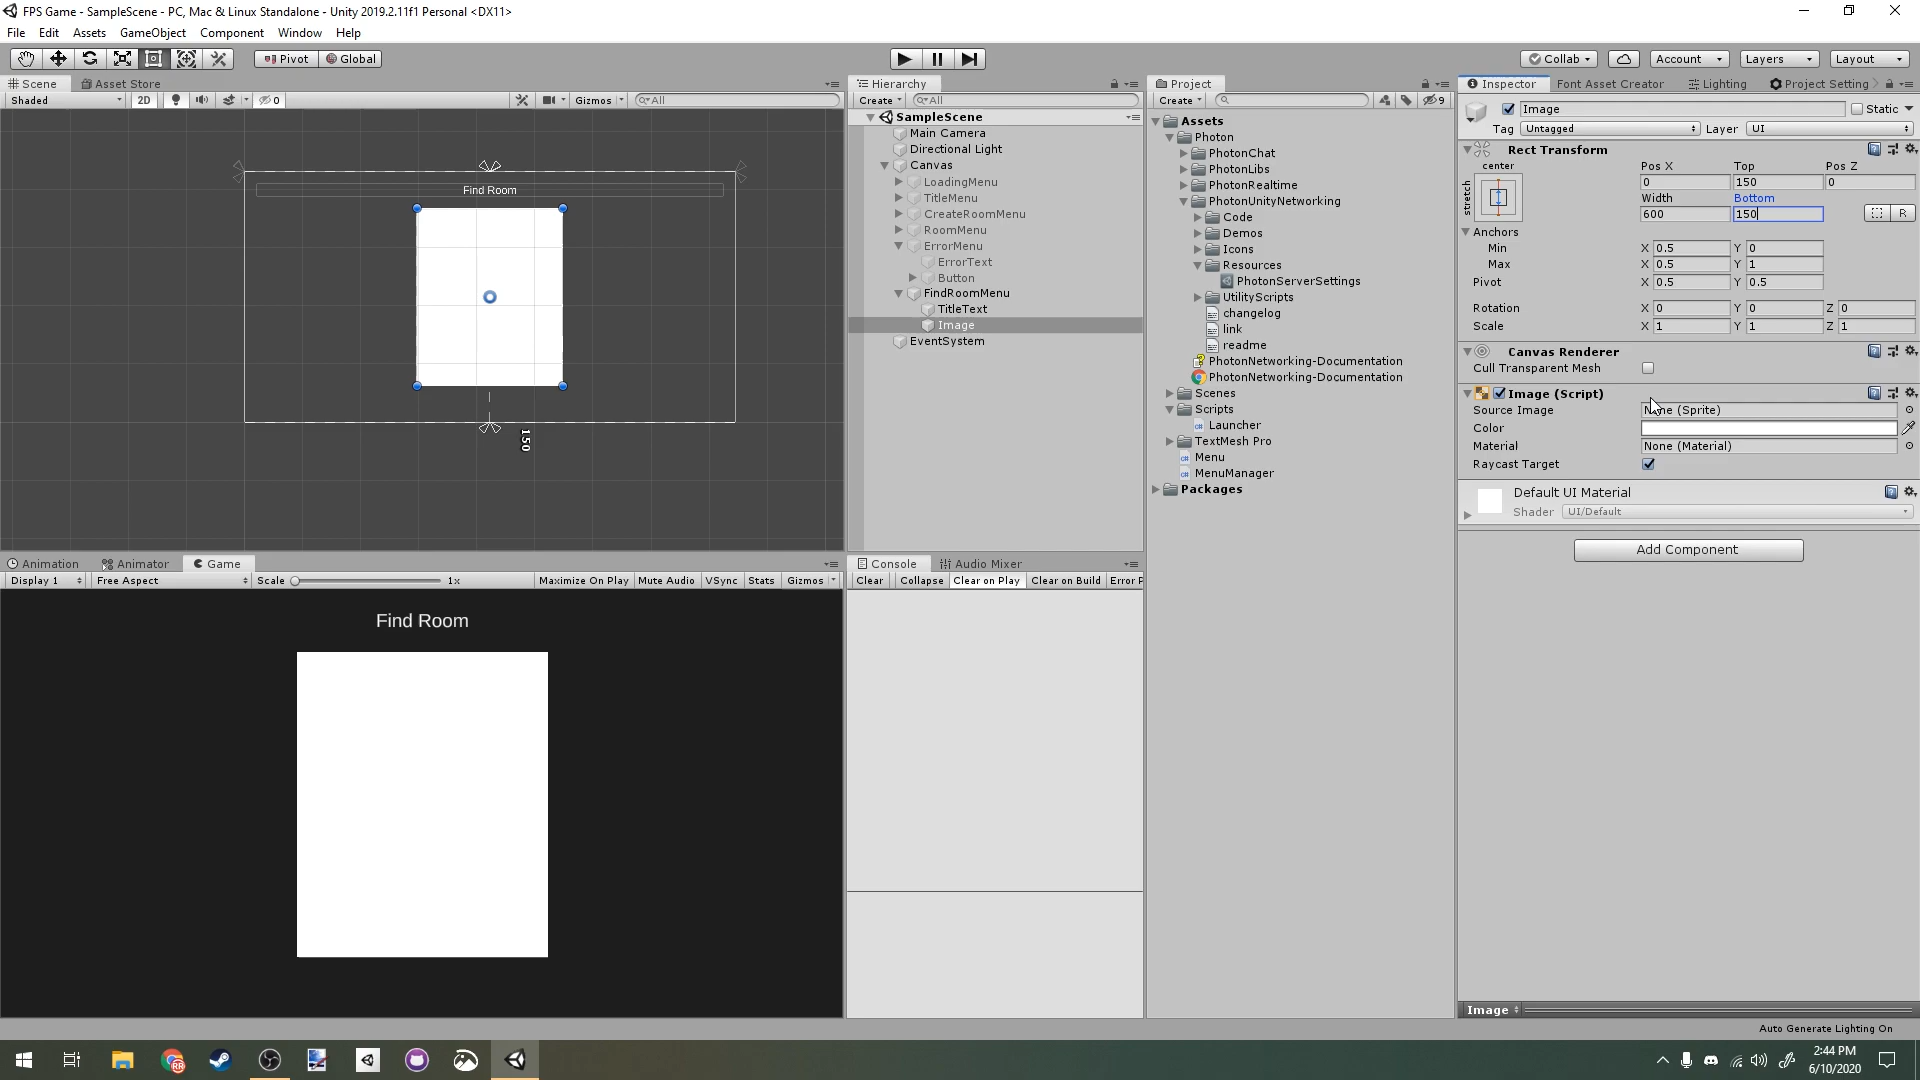 FPS Game - SampleScene - PC, Mac & Linux Standalone - Unity 2019.2.11f1 Personal <DX11>
File Edit Assets GameObject Component Window Help
Pivot Global Collab Account Layers Layout
Scene Asset Store
Shaded 2D 0 Gizmos All
Find Room
150
Animation Animator Game
Display 1 Free Aspect Scale 1x Maximize On Play Mute Audio VSync Stats Gizmos
Find Room
Hierarchy
Create All
SampleScene
Main Camera
Directional Light
Canvas
LoadingMenu
TitleMenu
CreateRoomMenu
RoomMenu
ErrorMenu
ErrorText
Button
FindRoomMenu
TitleText
Image
EventSystem
Console Audio Mixer
Clear Collapse Clear on Play Clear on Build Error P
Project
Create 9
Assets
Photon
PhotonChat
PhotonLibs
PhotonRealtime
PhotonUnityNetworking
Code
Demos
Icons
Resources
PhotonServerSettings
UtilityScripts
changelog
link
readme
PhotonNetworking-Documentation
PhotonNetworking-Documentation
Scenes
Scripts
Launcher
TextMesh Pro
Menu
MenuManager
Packages
Inspector Font Asset Creator Lighting Project Setting
Image Static
Tag Untagged Layer UI
Rect Transform
center Pos X Top Pos Z
stretch 0 150 0
Width Bottom
600 150 R
Anchors
Min X 0.5 Y 0
Max X 0.5 Y 1
Pivot X 0.5 Y 0.5
Rotation X 0 Y 0 Z 0
Scale X 1 Y 1 Z 1
Canvas Renderer
Cull Transparent Mesh
Image (Script)
Source Image None (Sprite)
Color
Material None (Material)
Raycast Target
Default UI Material
Shader UI/Default
Add Component
Image
Auto Generate Lighting On
2:44 PM
6/10/2020